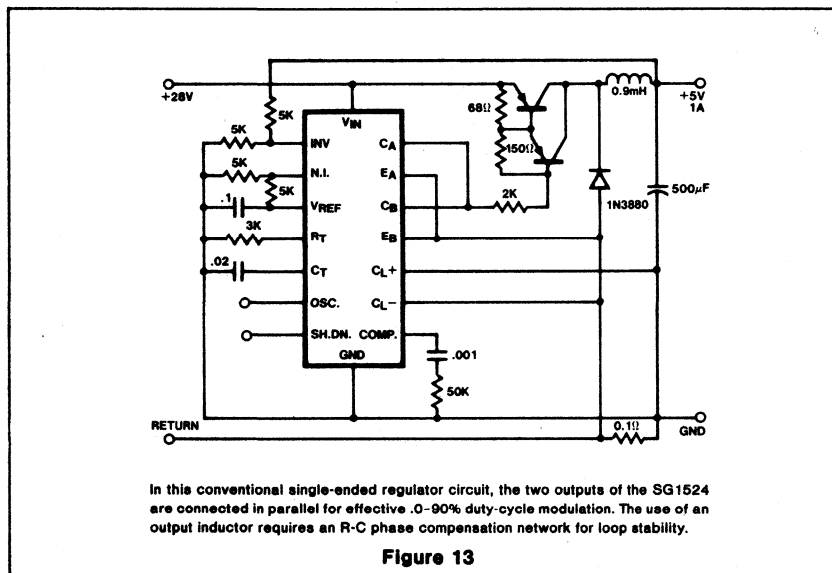 +28V
5K
5K
5K
5K
.1
3K
.02
VIN
INV
N.I.
VREF
RT
CT
OSC.
SH.DN.
GND
CA
EA
CB
EB
CL+
CL−
COMP.
68Ω
150Ω
2K
0.9mH
+5V
1A
1N3880
500μF
.001
50K
RETURN
0.1Ω
GND
In this conventional single-ended regulator circuit, the two outputs of the SG1524
are connected in parallel for effective .0-90% duty-cycle modulation. The use of an
output inductor requires an R-C phase compensation network for loop stability.
Figure 13